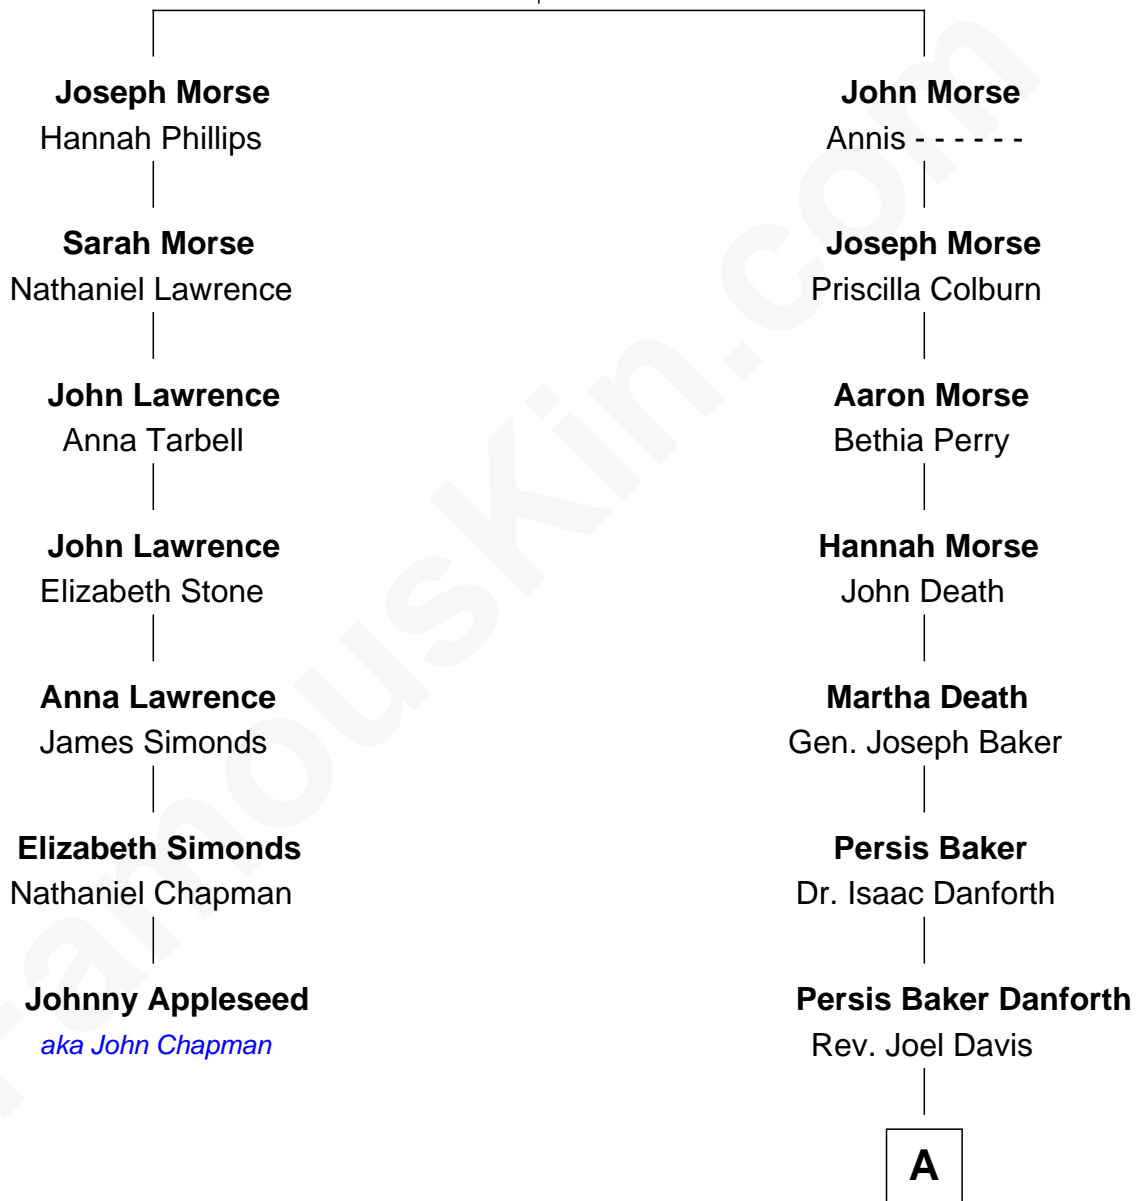 Joseph Morse
Hannah Phillips
Sarah Morse
Nathaniel Lawrence
John Lawrence
Anna Tarbell
John Lawrence
Elizabeth Stone
Anna Lawrence
James Simonds
Elizabeth Simonds
Nathaniel Chapman
Johnny Appleseed
aka John Chapman
John Morse
Annis - - - - - -
Joseph Morse
Priscilla Colburn
Aaron Morse
Bethia Perry
Hannah Morse
John Death
Martha Death
Gen. Joseph Baker
Persis Baker
Dr. Isaac Danforth
Persis Baker Danforth
Rev. Joel Davis
A
FamousKin.com